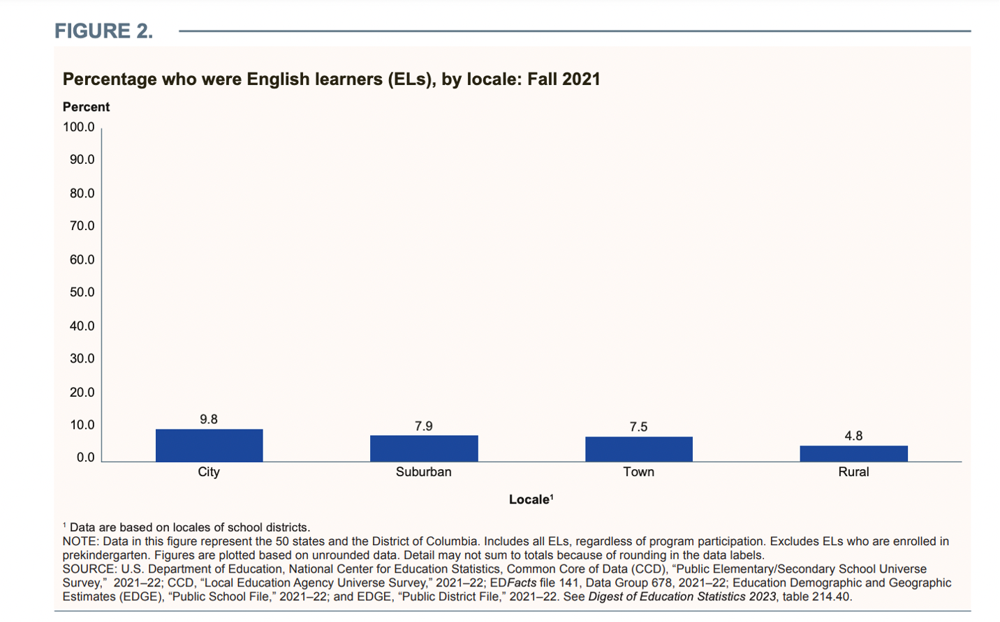 FIGURE 2.
Percentage who were English learners (ELs), by locale: Fall 2021
Percent
100.0
90.0
80.0
70.0
60.0
50.0
40.0
30.0
20.0
10.0
0.0
9.8
7.9
7.5
4.8
City
Suburban
Town
Rural
Locale¹
¹ Data are based on locales of school districts.
NOTE: Data in this figure represent the 50 states and the District of Columbia. Includes all ELs, regardless of program participation. Excludes ELs who are enrolled in
prekindergarten. Figures are plotted based on unrounded data. Detail may not sum to totals because of rounding in the data labels.
SOURCE: U.S. Department of Education, National Center for Education Statistics, Common Core of Data (CCD), “Public Elementary/Secondary School Universe
Survey,” 2021–22; CCD, “Local Education Agency Universe Survey,” 2021–22; EDFacts file 141, Data Group 678, 2021–22; Education Demographic and Geographic
Estimates (EDGE), “Public School File,” 2021–22; and EDGE, “Public District File,” 2021–22. See Digest of Education Statistics 2023, table 214.40.